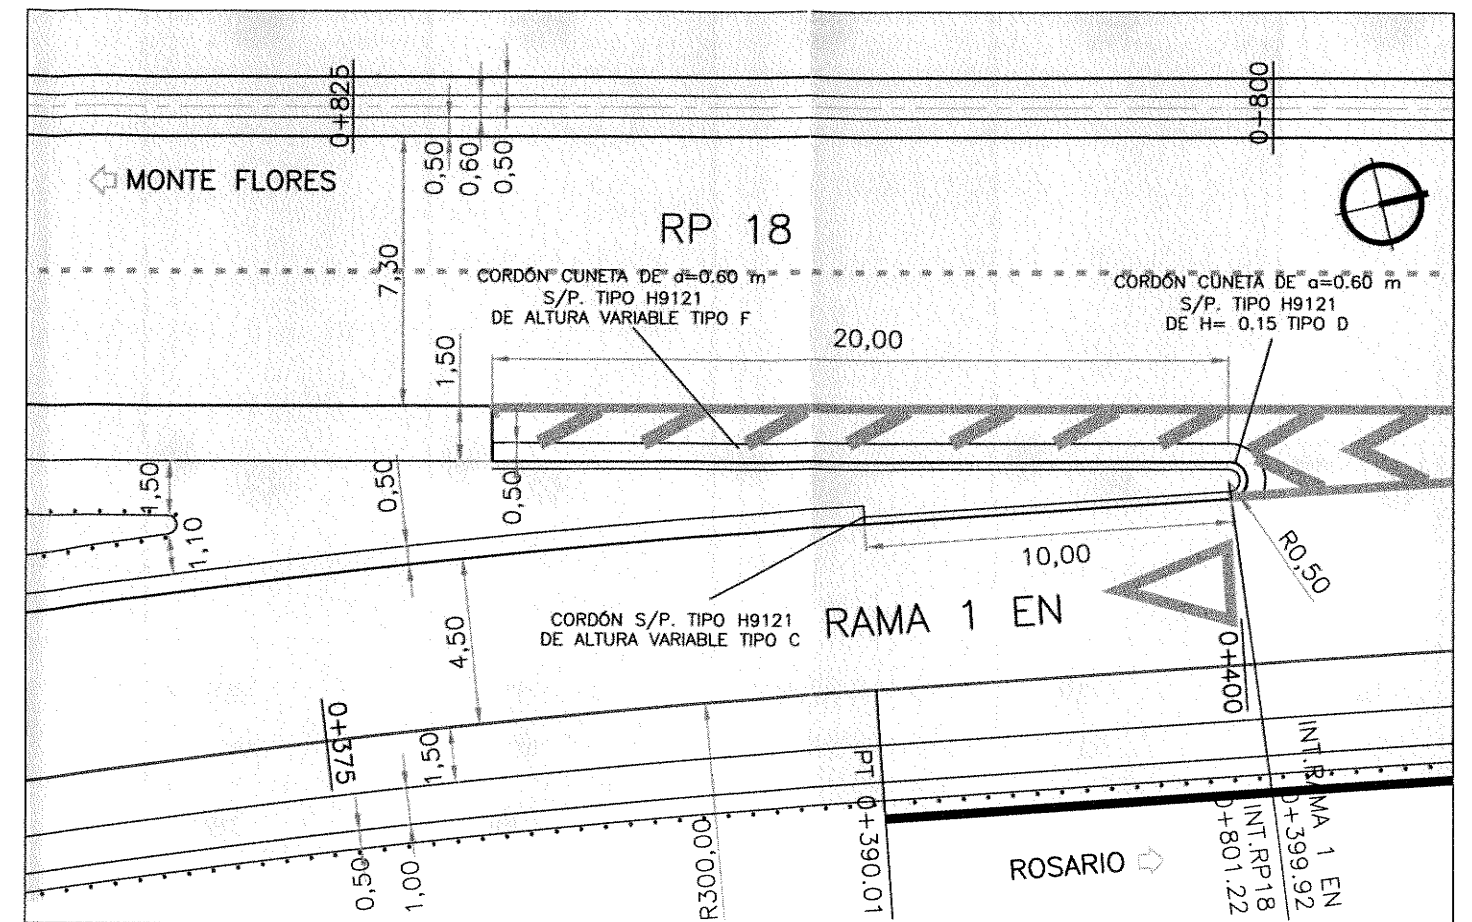 0+825
0+800
0,50
0,60
0,50
MONTE FLORES
RP 18
7,30
CORDÓN CUNETA DE a=0.60 m
S/P. TIPO H9121
DE ALTURA VARIABLE TIPO F
CORDÓN CUNETA DE a=0.60 m
S/P. TIPO H9121
DE H= 0.15 TIPO D
20,00
1,50
1,50
0,50
0,50
1,10
10,00
R0,50
CORDÓN S/P. TIPO H9121
DE ALTURA VARIABLE TIPO C
RAMA 1 EN
4,50
0+400
0+375
1,50
PT 0+390.01
INT.RAMA 1 EN
0+399.92
INT.RP18
0+801.22
R300,00
0,50
1,00
ROSARIO